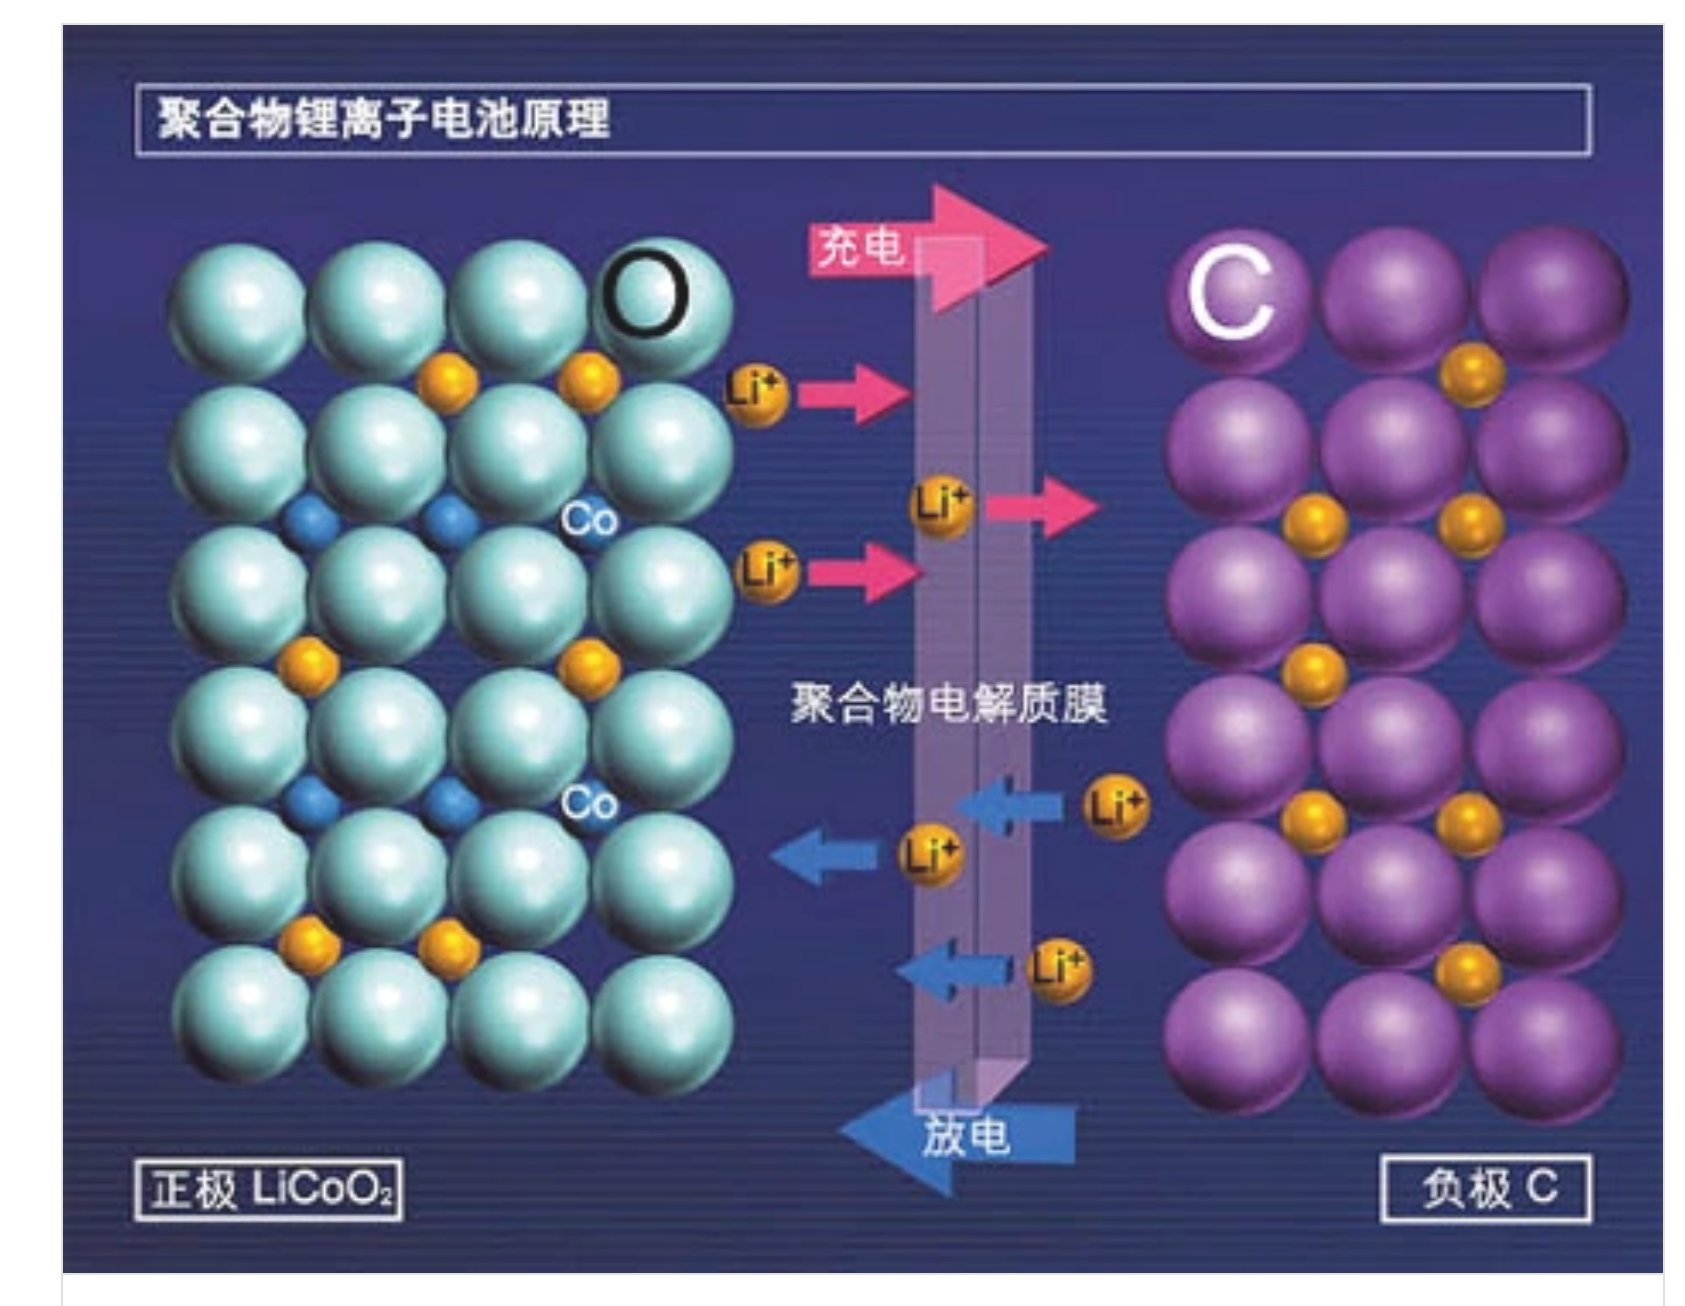 聚合物锂离子电池原理
充电
O
C
Li⁺
Li⁺
Co
Li⁺
聚合物电解质膜
Co
Li⁺
Li⁺
Li⁺
放电
正极 LiCoO₂
负极 C